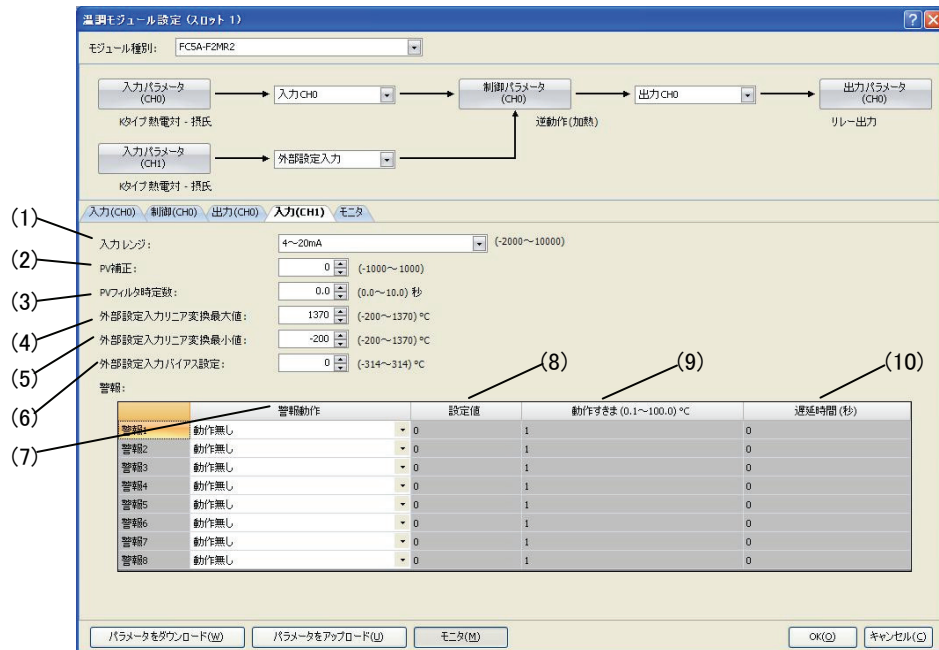 温調モジュール設定 (スロット 1)
モジュール種別: FC5A-F2MR2
入力パラメータ (CH0) 入力CH0 制御パラメータ (CH0) 出力CH0 出力パラメータ (CH0)
Kタイプ熱電対 - 摂氏 逆動作(加熱) リレー出力
入力パラメータ (CH1) 外部設定入力
Kタイプ熱電対 - 摂氏
入力(CH0) 制御(CH0) 出力(CH0) 入力(CH1) モニタ
(1) 入力レンジ: 4～20mA (-2000～10000)
(2) PV補正: 0 (-1000～1000)
(3) PVフィルタ時定数: 0.0 (0.0～10.0) 秒
(4) 外部設定入力リニア変換最大値: 1370 (-200～1370) °C
(5) 外部設定入力リニア変換最小値: -200 (-200～1370) °C
(6) 外部設定入力バイアス設定: 0 (-314～314) °C
(8) (9) (10)
警報:
(7) 警報動作 設定値 動作すきま (0.1～100.0) °C 遅延時間 (秒)
警報1 動作無し 0 1 0
警報2 動作無し 0 1 0
警報3 動作無し 0 1 0
警報4 動作無し 0 1 0
警報5 動作無し 0 1 0
警報6 動作無し 0 1 0
警報7 動作無し 0 1 0
警報8 動作無し 0 1 0
パラメータをダウンロード(W) パラメータをアップロード(U) モニタ(M) OK(O) キャンセル(C)